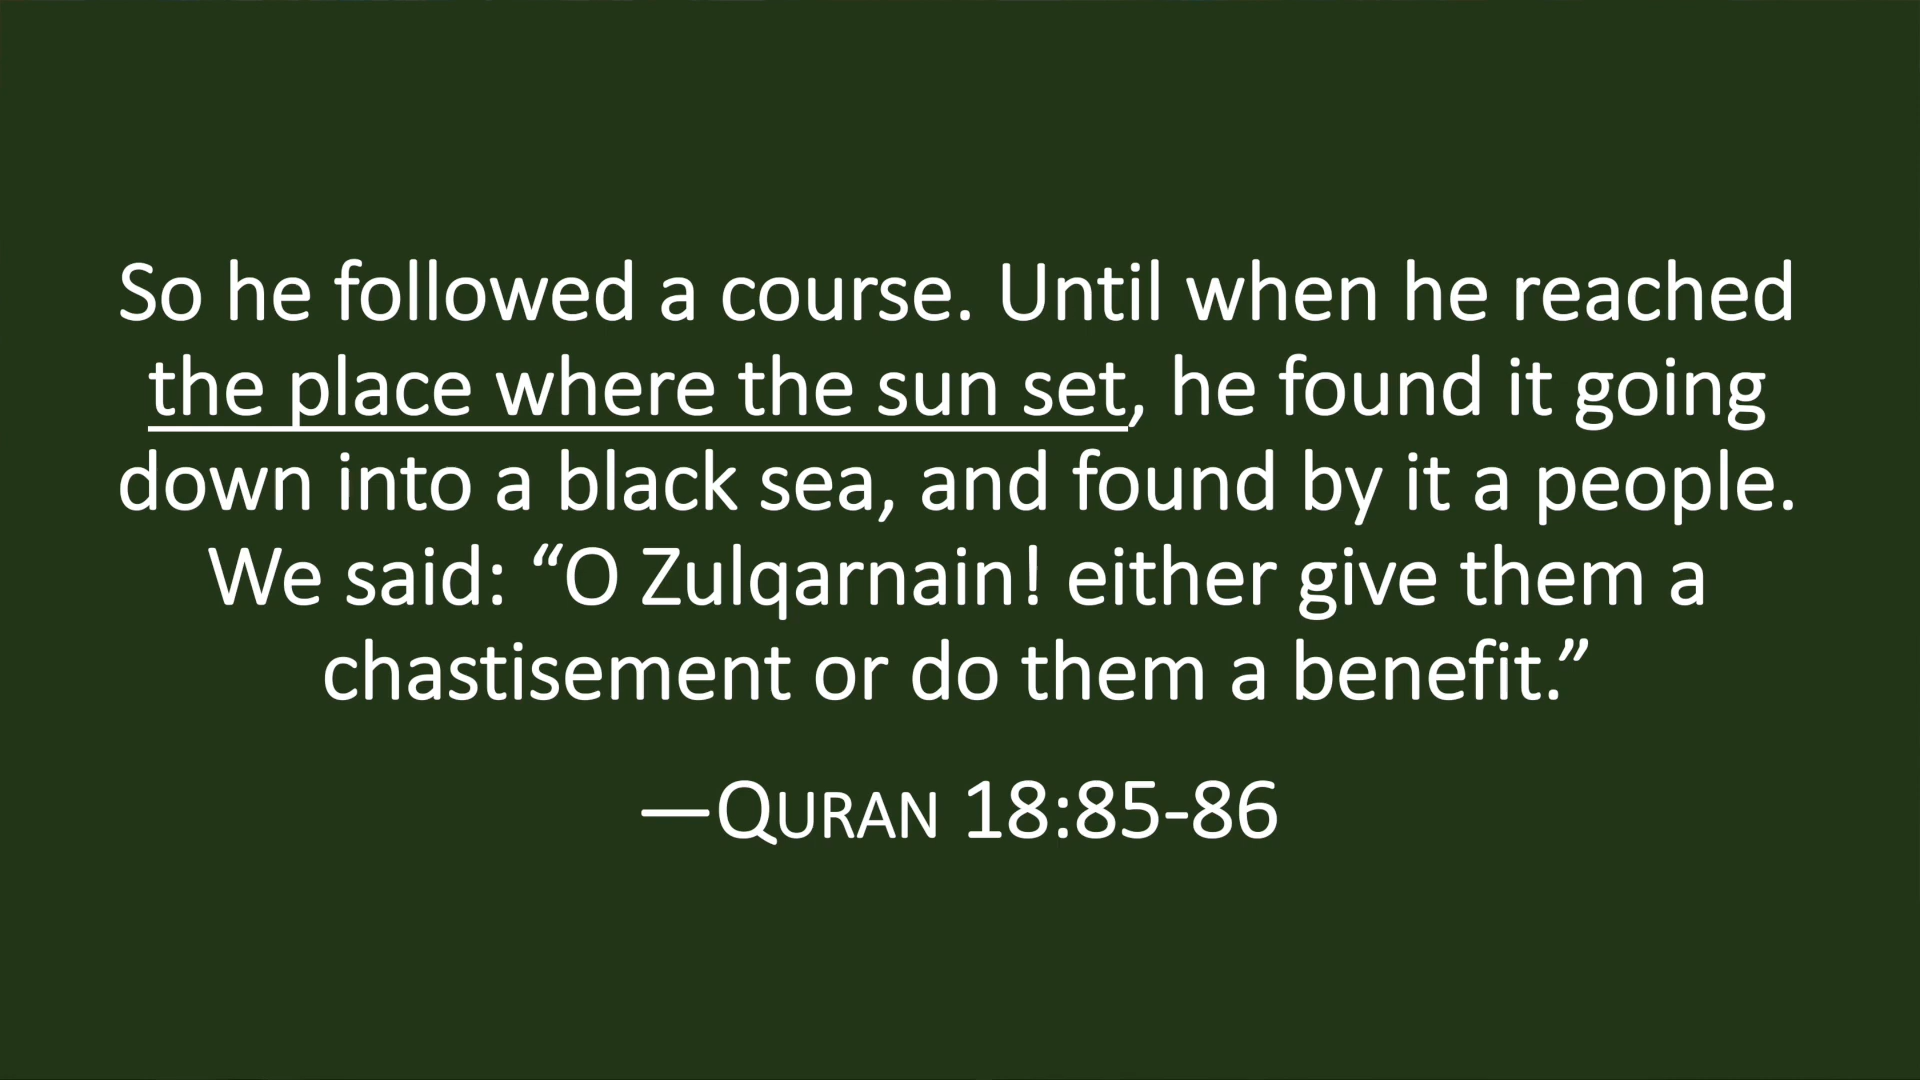 So he followed a course. Until when he reached
the place where the sun set, he found it going
down into a black sea, and found by it a people.
We said: “O Zulqarnain! either give them a
chastisement or do them a benefit.”
—QURAN 18:85-86